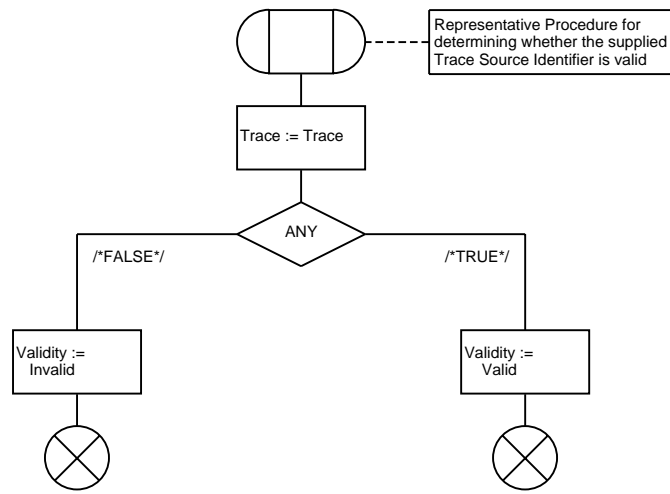 Representative Procedure for
determining whether the supplied
Trace Source Identifier is valid
Trace := Trace
ANY
/*FALSE*/
/*TRUE*/
Validity :=
Invalid
Validity :=
Valid